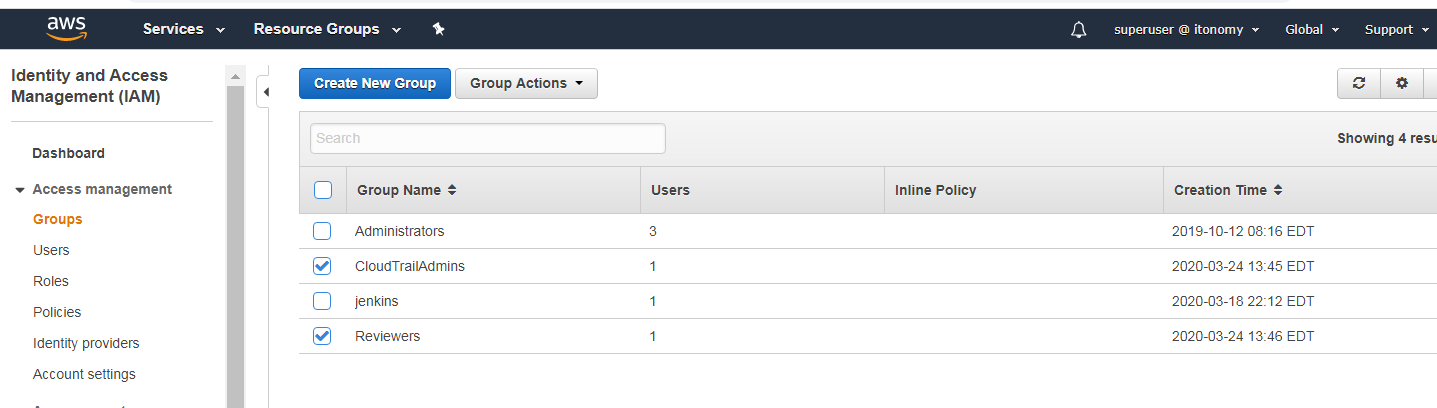 aws Services Resource Groups superuser @ itonomy Global Support
Identity and Access
Management (IAM)
Create New Group Group Actions
Search
Showing 4
Dashboard
Access management
Group Name Users Inline Policy Creation Time
Groups
Administrators 3 2019-10-12 08:16 EDT
Users
CloudTrailAdmins 1 2020-03-24 13:45 EDT
Roles
jenkins 1 2020-03-18 22:12 EDT
Policies
Reviewers 1 2020-03-24 13:46 EDT
Identity providers
Account settings